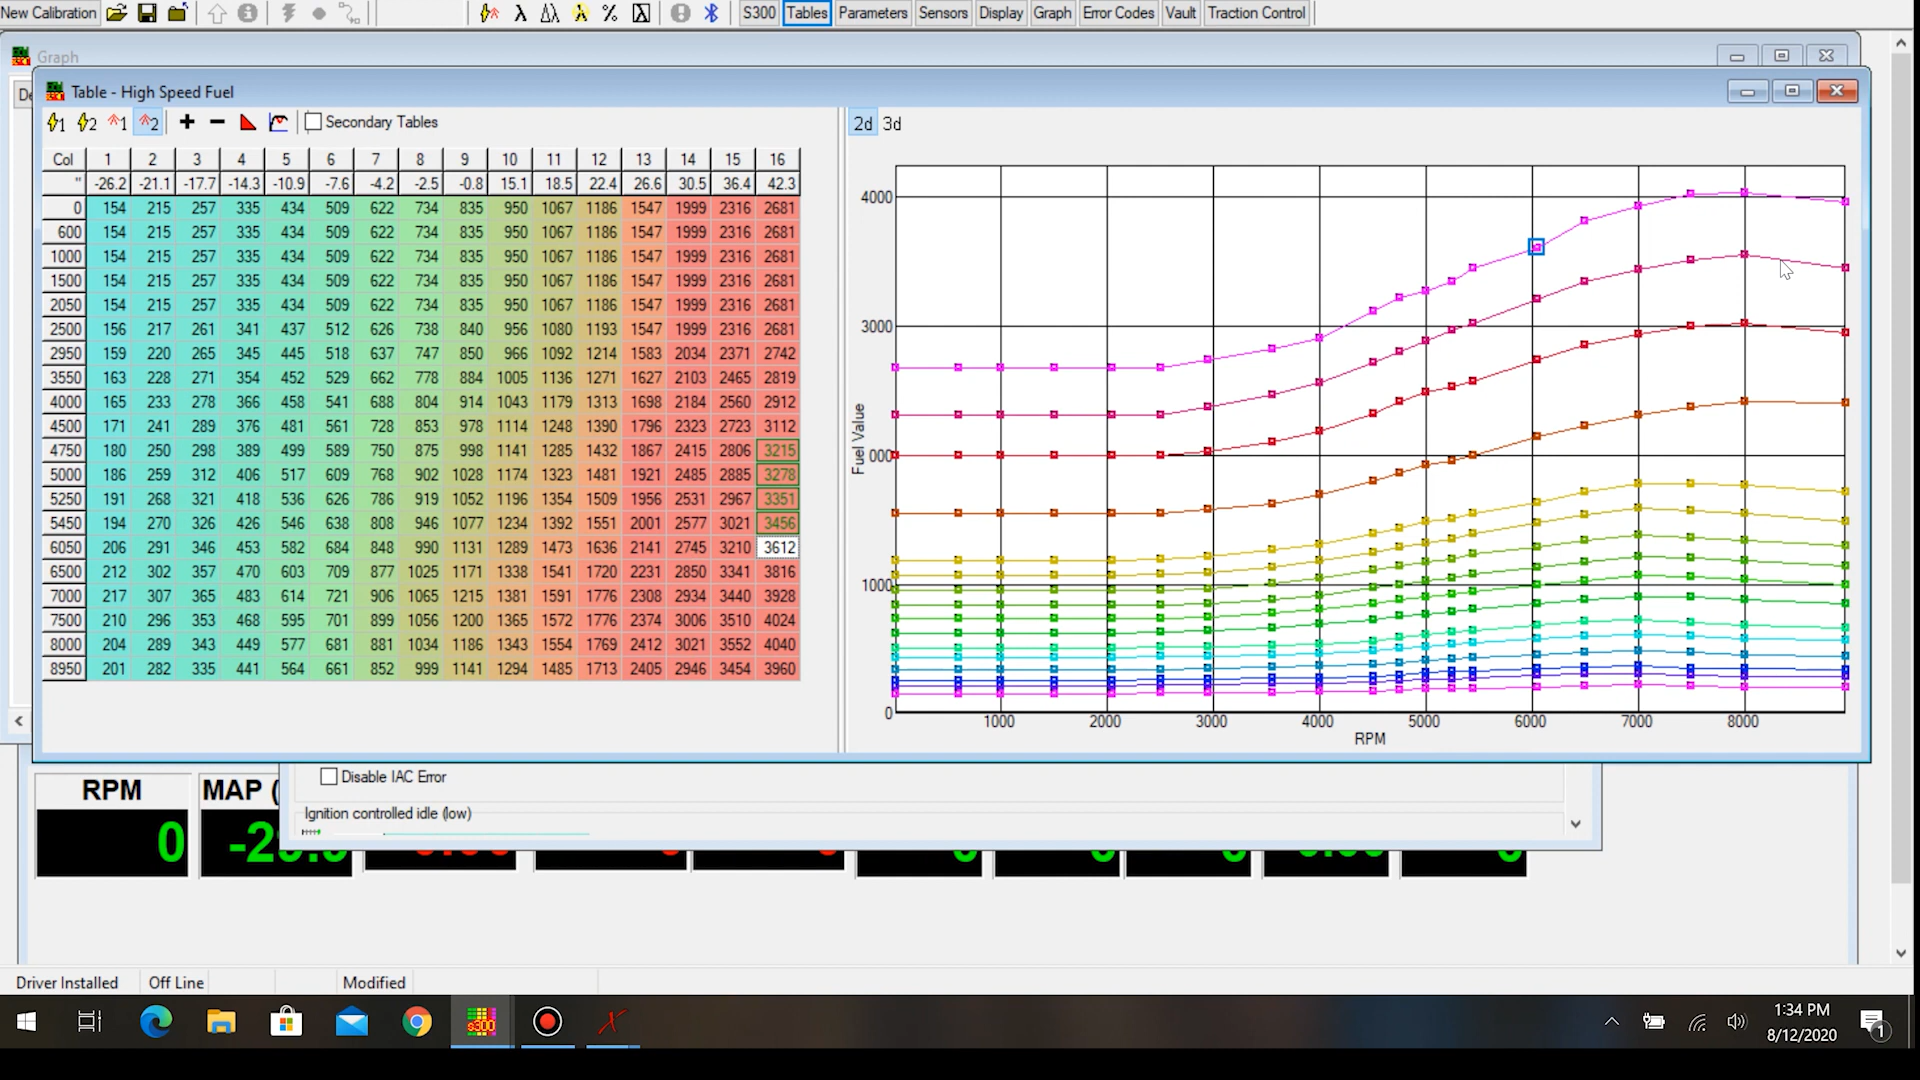 New Calibration S300 Tables Parameters Sensors Display Graph Error Codes Vault Traction Control
Graph
De
Table - High Speed Fuel
1 2 1 2 + - Secondary Tables
Col 1 2 3 4 5 6 7 8 9 10 11 12 13 14 15 16
" -26.2 -21.1 -17.7 -14.3 -10.9 -7.6 -4.2 -2.5 -0.8 15.1 18.5 22.4 26.6 30.5 36.4 42.3
0 154 215 257 335 434 509 622 734 835 950 1067 1186 1547 1999 2316 2681
600 154 215 257 335 434 509 622 734 835 950 1067 1186 1547 1999 2316 2681
1000 154 215 257 335 434 509 622 734 835 950 1067 1186 1547 1999 2316 2681
1500 154 215 257 335 434 509 622 734 835 950 1067 1186 1547 1999 2316 2681
2050 154 215 257 335 434 509 622 734 835 950 1067 1186 1547 1999 2316 2681
2500 156 217 261 341 437 512 626 738 840 956 1080 1193 1547 1999 2316 2681
2950 159 220 265 345 445 518 637 747 850 966 1092 1214 1583 2034 2371 2742
3550 163 228 271 354 452 529 662 778 884 1005 1136 1271 1627 2103 2465 2819
4000 165 233 278 366 458 541 688 804 914 1043 1179 1313 1698 2184 2560 2912
4500 171 241 289 376 481 561 728 853 978 1114 1248 1390 1796 2323 2723 3112
4750 180 250 298 389 499 589 750 875 998 1141 1285 1432 1867 2415 2806 3215
5000 186 259 312 406 517 609 768 902 1028 1174 1323 1481 1921 2485 2885 3278
5250 191 268 321 418 536 626 786 919 1052 1196 1354 1509 1956 2531 2967 3351
5450 194 270 326 426 546 638 808 946 1077 1234 1392 1551 2001 2577 3021 3456
6050 206 291 346 453 582 684 848 990 1131 1289 1473 1636 2141 2745 3210 3612
6500 212 302 357 470 603 709 877 1025 1171 1338 1541 1720 2231 2850 3341 3816
7000 217 307 365 483 614 721 906 1065 1215 1381 1591 1776 2308 2934 3440 3928
7500 210 296 353 468 595 701 899 1056 1200 1365 1572 1776 2374 3006 3510 4024
8000 204 289 343 449 577 681 881 1034 1186 1343 1554 1769 2412 3021 3552 4040
8950 201 282 335 441 564 661 852 999 1141 1294 1485 1713 2405 2946 3454 3960
2d 3d
4000
3000
000
1000
0
Fuel Value
1000 2000 3000 4000 5000 6000 7000 8000
RPM
Disable IAC Error
Ignition controlled idle (low)
RPM MAP (
0
Driver Installed Off Line Modified
s300
1:34 PM
8/12/2020
1